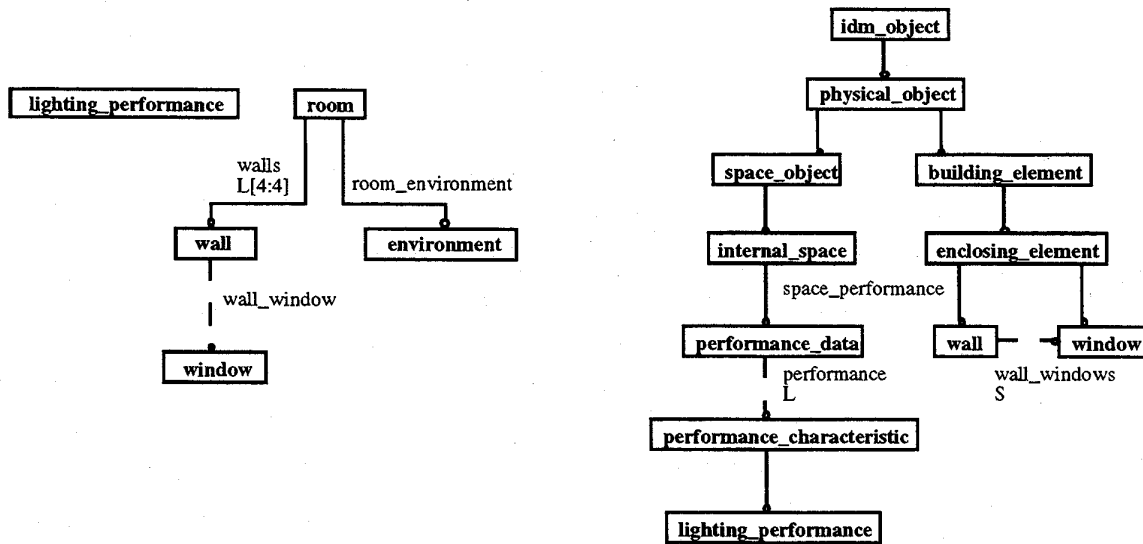 lighting_performance
room
walls
L[4:4]
room_environment
wall
environment
wall_window
window
idm_object
physical_object
space_object
building_element
internal_space
enclosing_element
space_performance
performance_data
wall
window
performance
L
wall_windows
S
performance_characteristic
lighting_performance